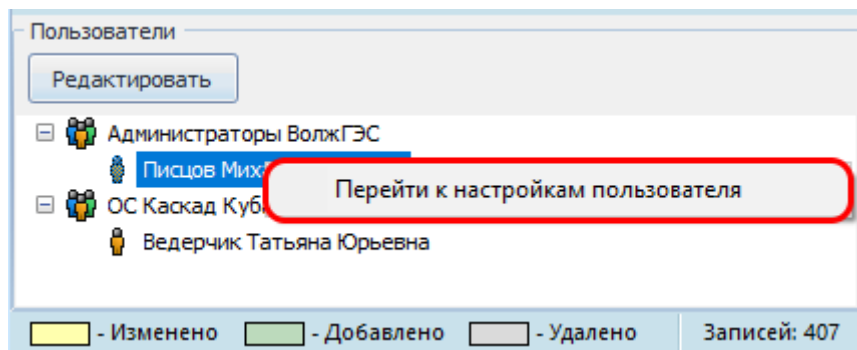 Пользователи
Редактировать
Администраторы ВолжГЭС
Писцов
Перейти к настройкам пользователя
ОС Каскад
Ведерчик Татьяна Юрьевна
- Изменено - Добавлено - Удалено Записей: 407